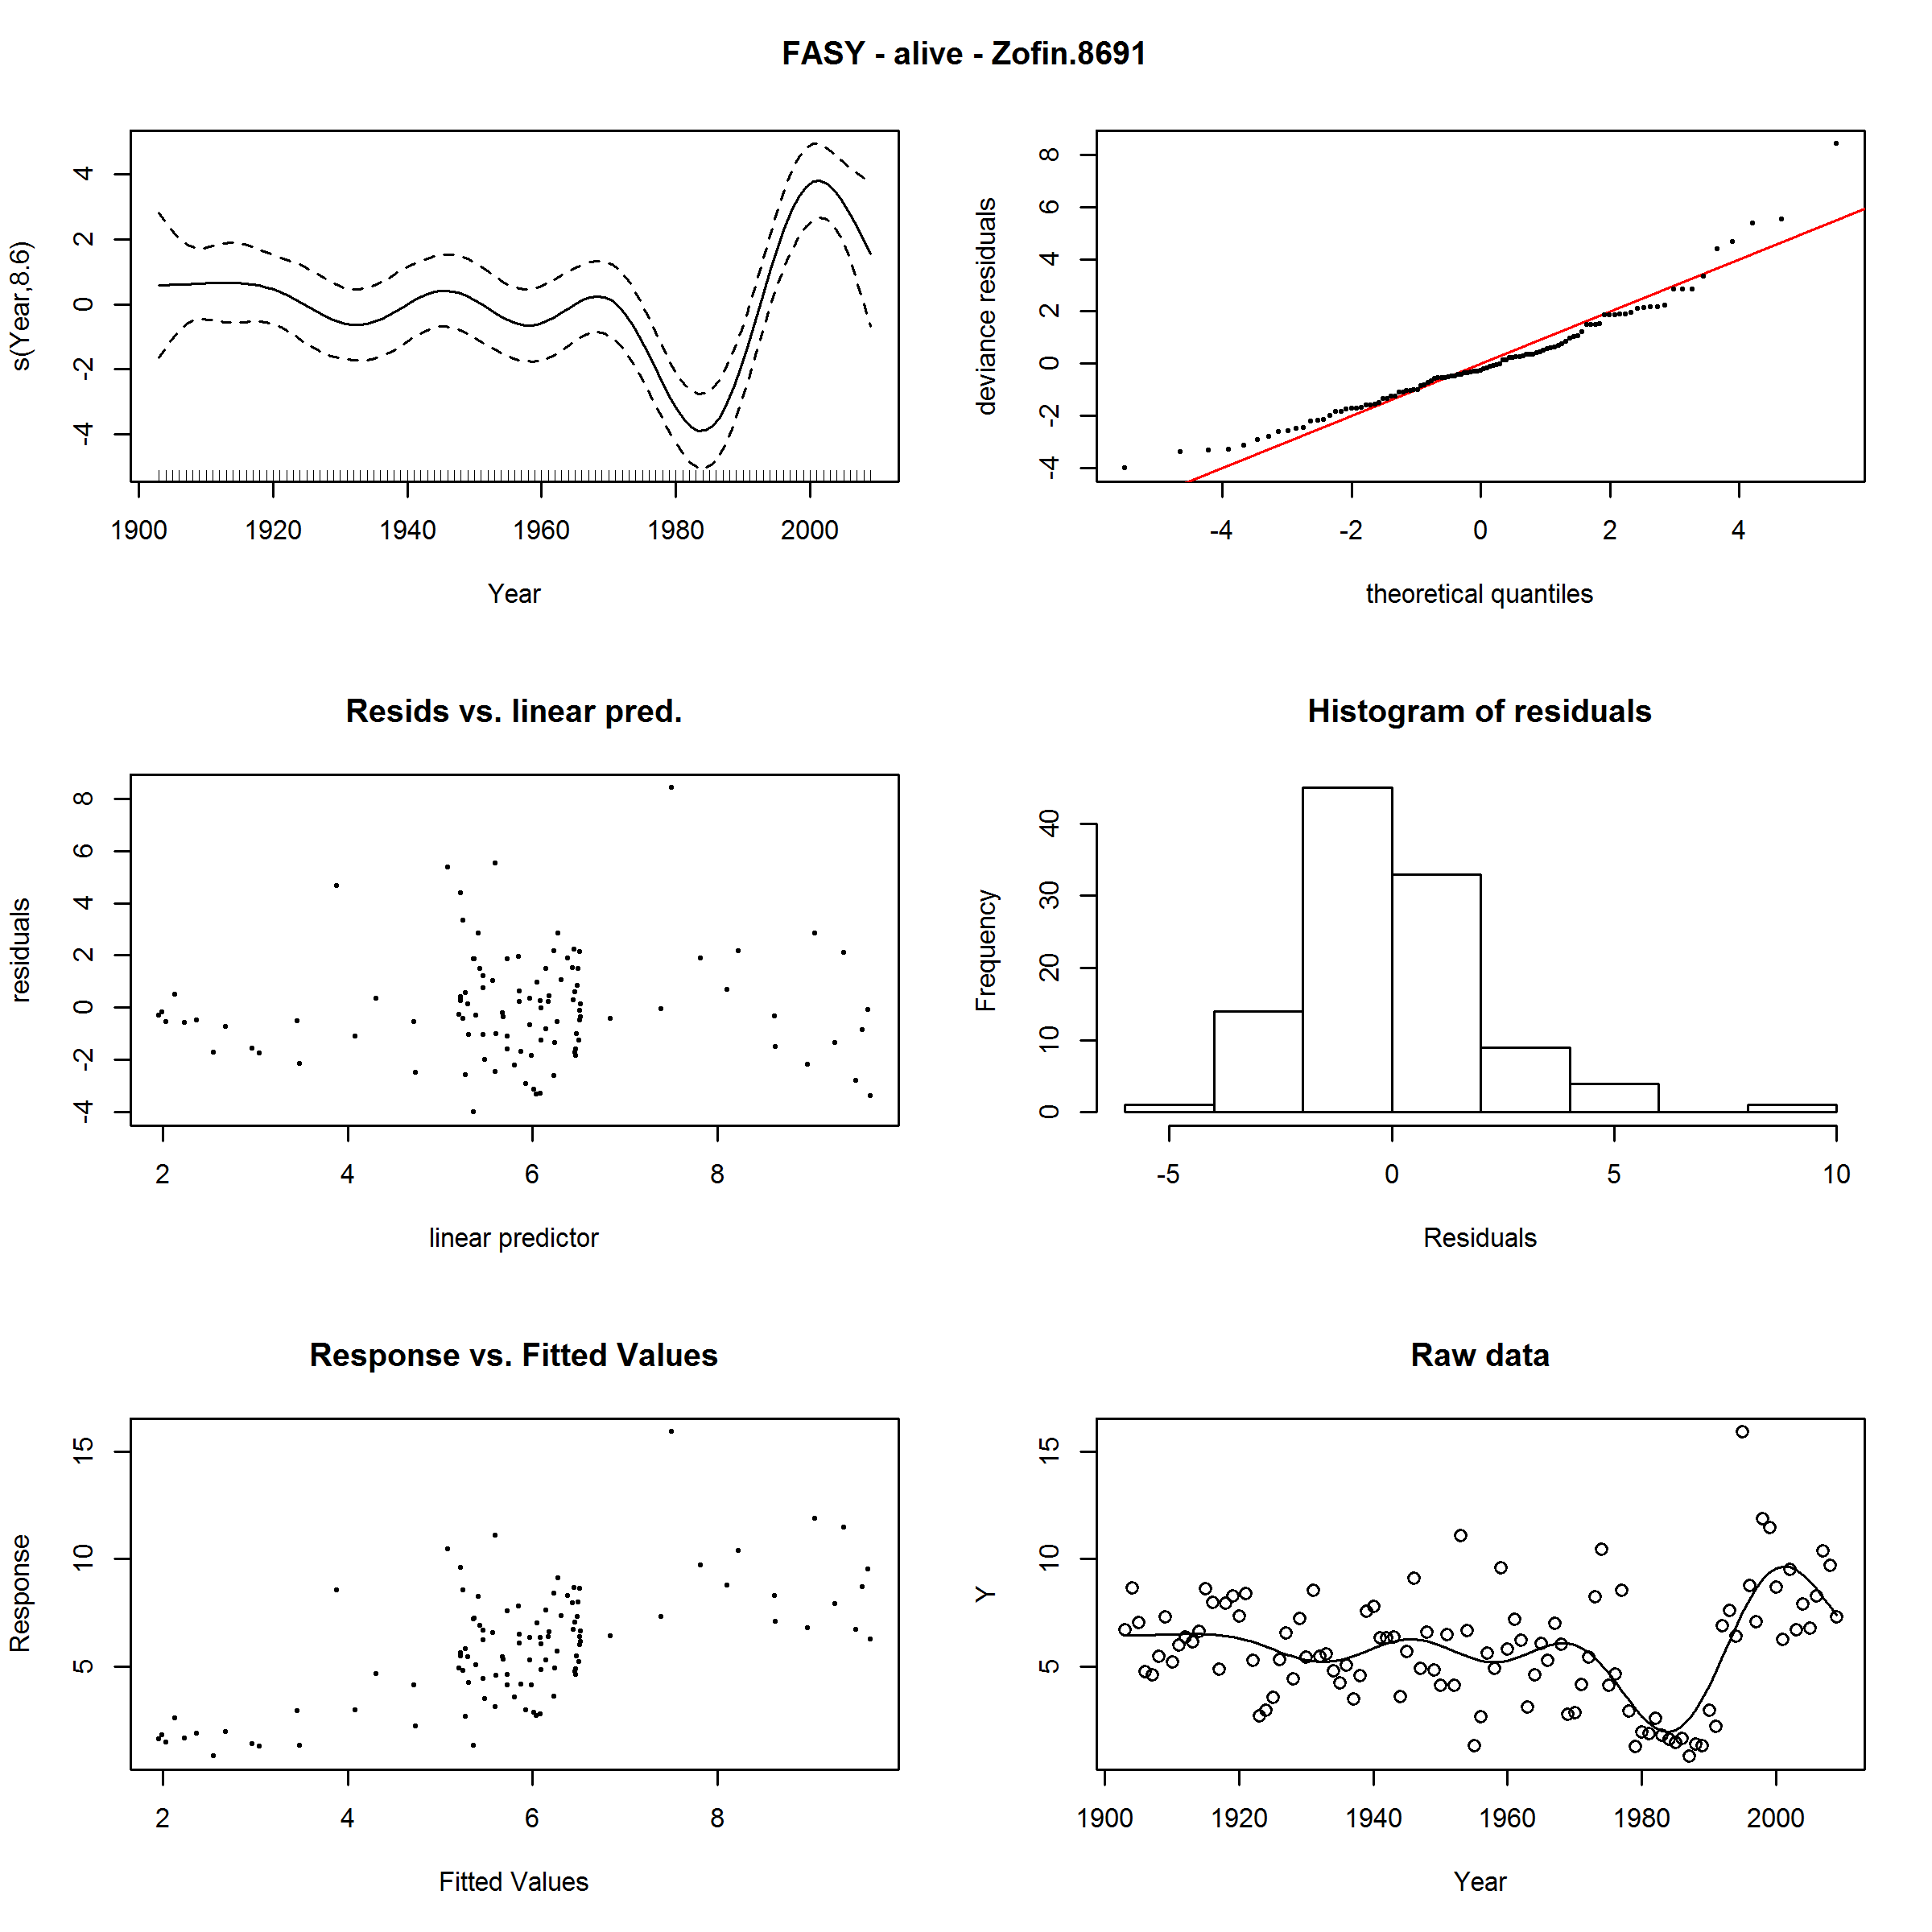 FASY - alive - Zofin.8691
s(Year,8.6)
4
2
0
-2
-4
1900 1920 1940 1960 1980 2000
Year
deviance residuals
8
6
4
2
0
-2
-4
-4 -2 0 2 4
theoretical quantiles
Resids vs. linear pred.
residuals
8
6
4
2
0
-2
-4
2 4 6 8
linear predictor
Histogram of residuals
Frequency
40
30
20
10
0
-5 0 5 10
Residuals
Response vs. Fitted Values
Response
15
10
5
2 4 6 8
Fitted Values
Raw data
Y
15
10
5
1900 1920 1940 1960 1980 2000
Year